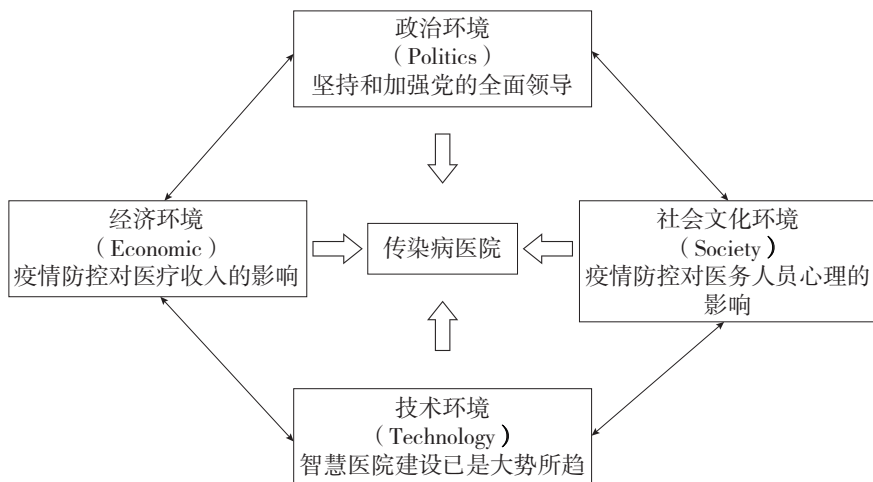 政治环境
（Politics）
坚持和加强党的全面领导
经济环境
（Economic）
疫情防控对医疗收入的影响
传染病医院
社会文化环境
（Society）
疫情防控对医务人员心理的
影响
技术环境
（Technology）
智慧医院建设已是大势所趋